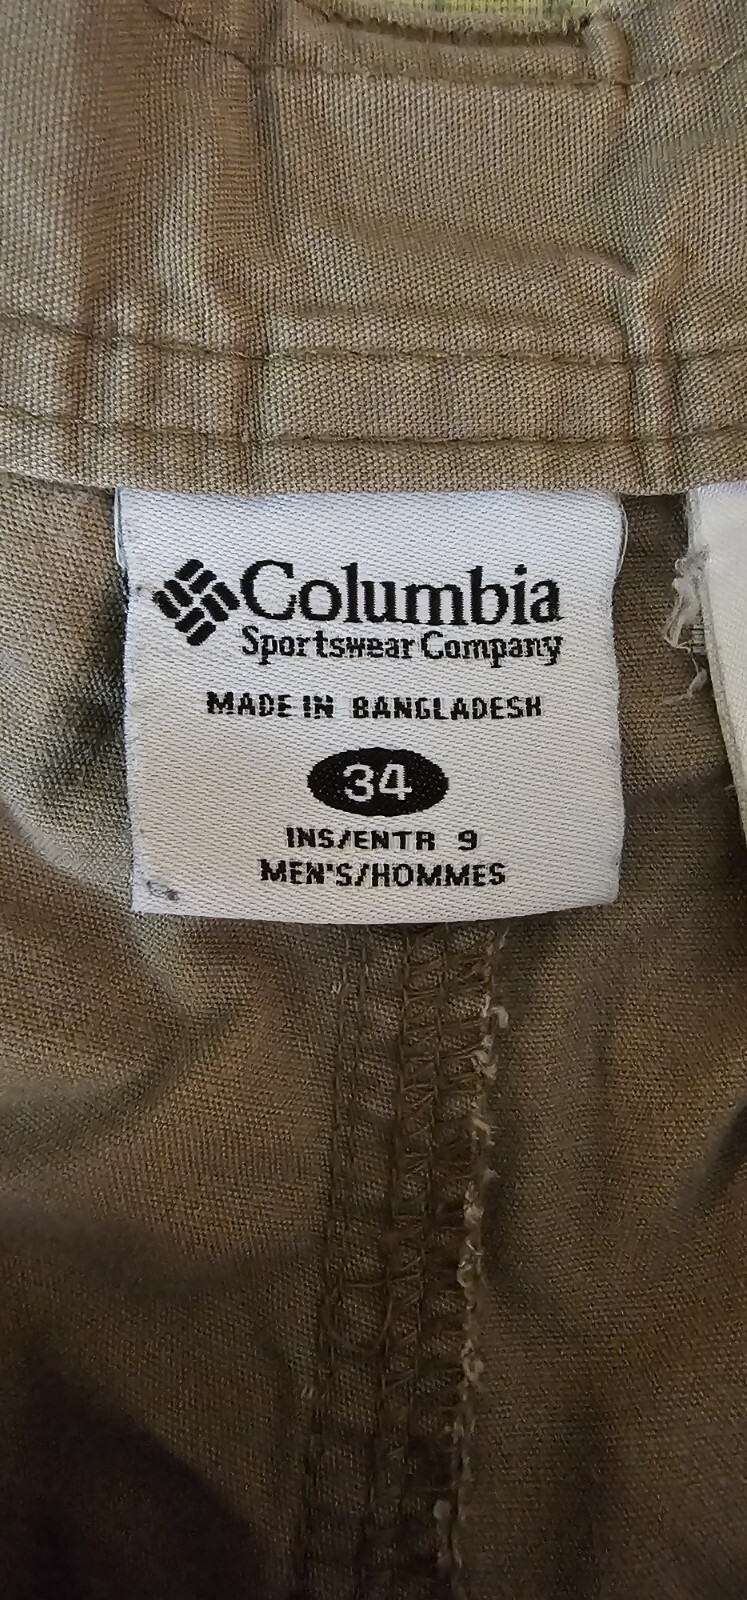 Columbia
Sportswear Company
MADE IN BANGLADESH
34
INS/ENTR 9
MEN'S/HOMMES